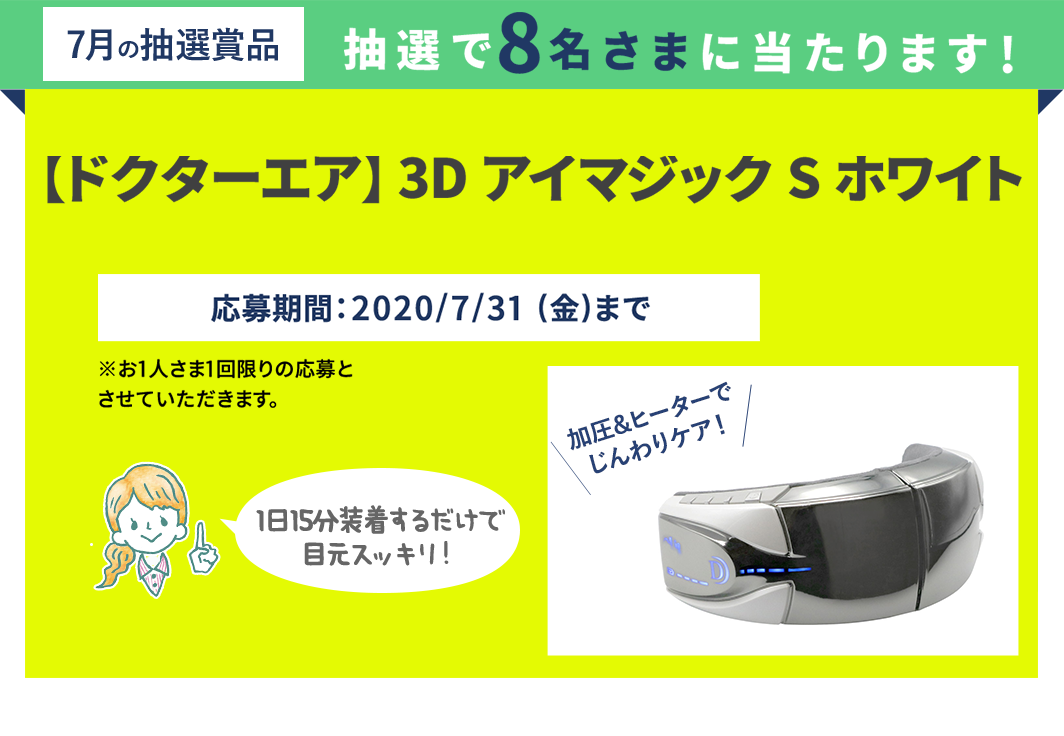 7月の抽選賞品
抽選で8名さまに当たります!
【ドクターエア】3D アイマジック S ホワイト
応募期間：2020/7/31 (金)まで
※お1人さま1回限りの応募と
させていただきます。
加圧&ヒーターで
じんわりケア!
1日15分装着するだけで
目元スッキリ!